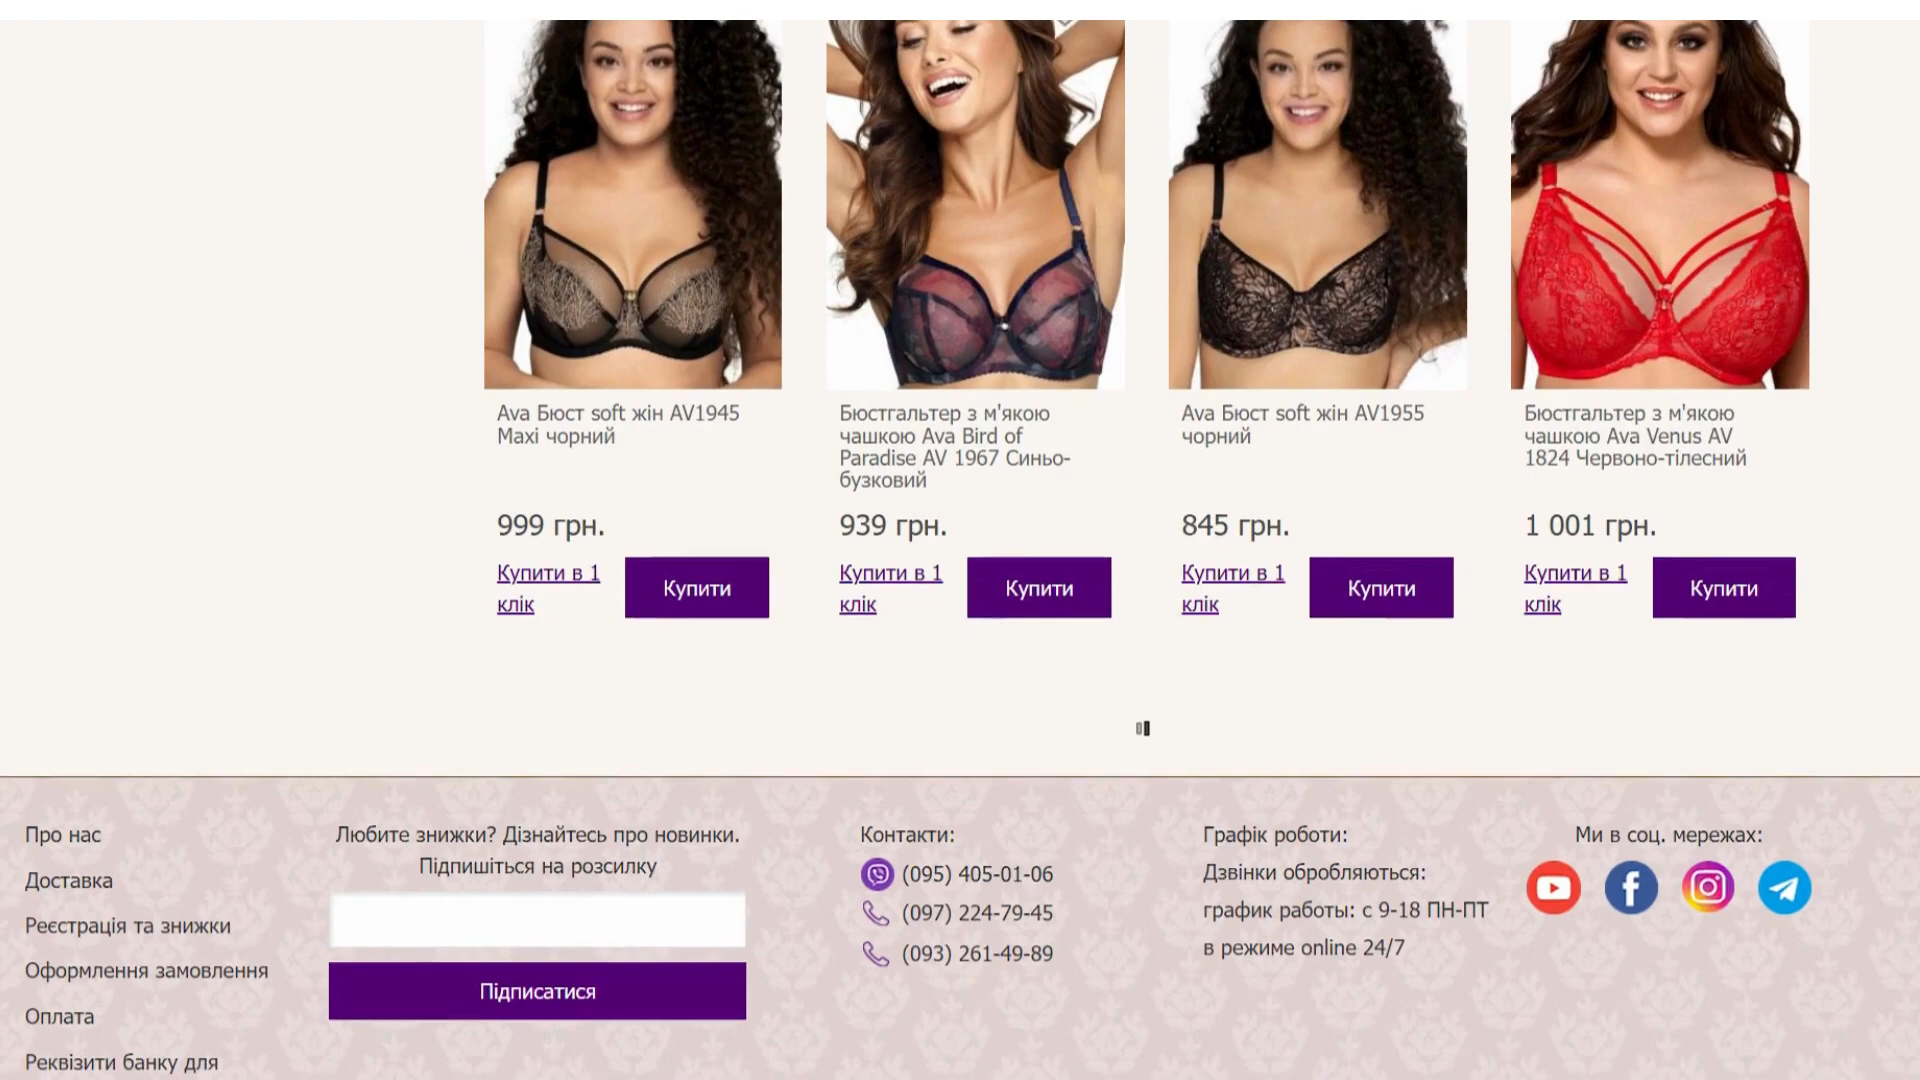 Ava Бюст soft жін AV1945
Maxi чорний
999 грн.
Купити в 1
клік
Купити
Бюстгальтер з м'якою
чашкою Ava Bird of
Paradise AV 1967 Синьо-
бузковий
939 грн.
Купити в 1
клік
Купити
Ava Бюст soft жін AV1955
чорний
845 грн.
Купити в 1
клік
Купити
Бюстгальтер з м'якою
чашкою Ava Venus AV
1824 Червоно-тілесний
1 001 грн.
Купити в 1
клік
Купити
Про нас
Доставка
Реєстрація та знижки
Оформлення замовлення
Оплата
Реквізити банку для
Любите знижки? Дізнайтесь про новинки.
Підпишіться на розсилку
Підписатися
Контакти:
(095) 405-01-06
(097) 224-79-45
(093) 261-49-89
Графік роботи:
Дзвінки обробляються:
график работы: с 9-18 ПН-ПТ
в режиме online 24/7
Ми в соц. мережах: